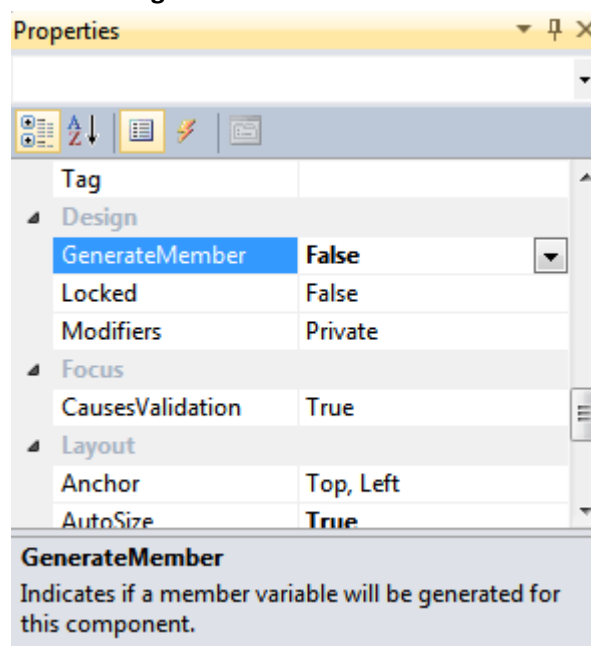 Properties
Tag
Design
GenerateMember False
Locked False
Modifiers Private
Focus
CausesValidation True
Layout
Anchor Top, Left
AutoSize True
GenerateMember
Indicates if a member variable will be generated for
this component.